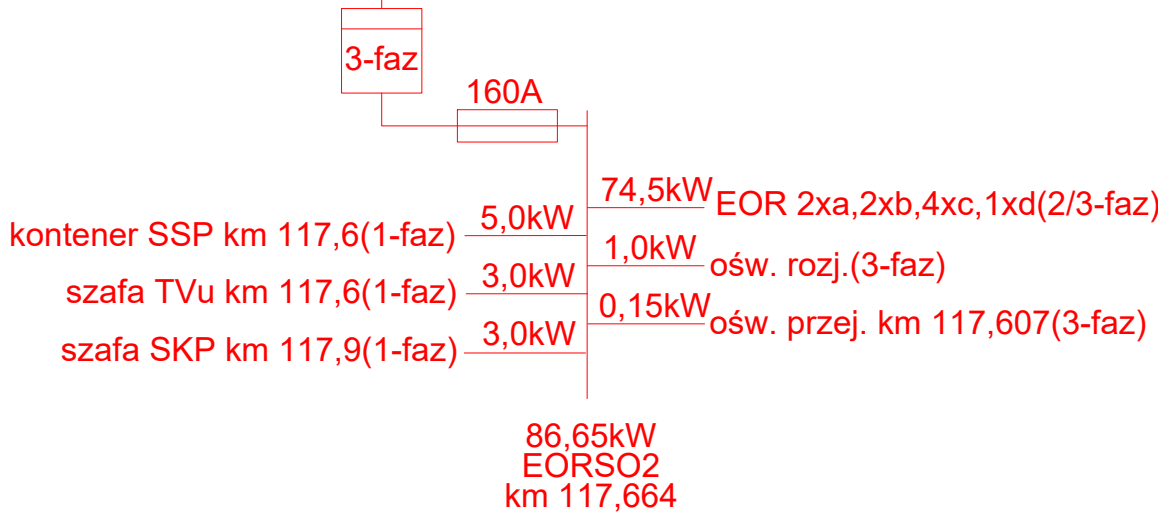 3-faz
160A
74,5kW
EOR 2xa,2xb,4xc,1xd(2/3-faz)
kontener SSP km 117,6(1-faz)
5,0kW
1,0kW
ośw. rozj.(3-faz)
szafa TVu km 117,6(1-faz)
3,0kW
0,15kW
ośw. przej. km 117,607(3-faz)
szafa SKP km 117,9(1-faz)
3,0kW
86,65kW
EORSO2
km 117,664